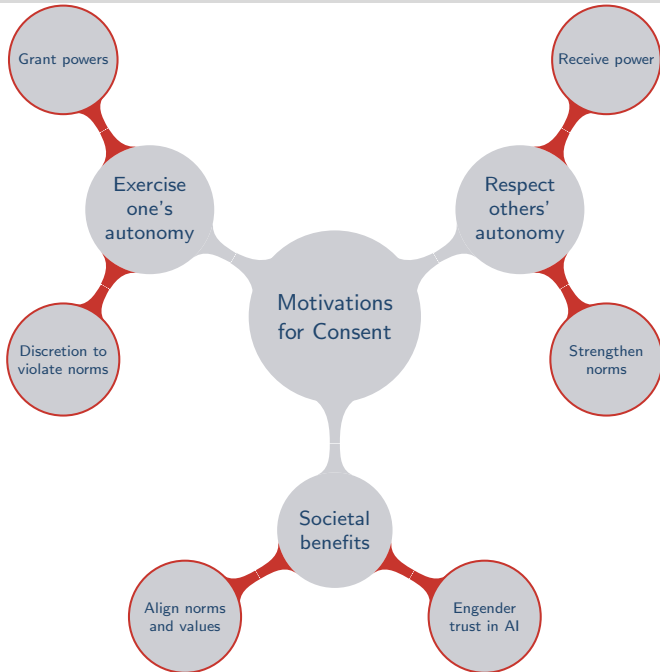 Grant powers
Receive power
Exercise
one's
autonomy
Respect
others'
autonomy
Motivations
for Consent
Discretion to
violate norms
Strengthen
norms
Societal
benefits
Align norms
and values
Engender
trust in AI